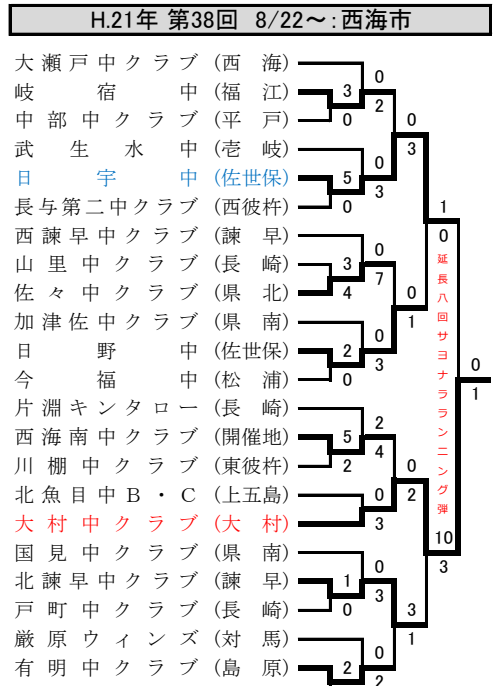 H.21年 第38回 8/22～：西海市
大瀬戸中クラブ（西 海）
岐宿中（福 江）
中部中クラブ（平 戸）
武生水中（壱 岐）
日宇中（佐世保）
長与第二中クラブ（西彼杵）
西諫早中クラブ（諫 早）
山里中クラブ（長 崎）
佐々中クラブ（県 北）
加津佐中クラブ（県 南）
日野中（佐世保）
今福中（松 浦）
片淵キンタロー（長 崎）
西海南中クラブ（開催地）
川棚中クラブ（東彼杵）
北魚目中Ｂ・Ｃ（上五島）
大村中クラブ（大 村）
国見中クラブ（県 南）
北諫早中クラブ（諫 早）
戸町中クラブ（長 崎）
厳原ウィンズ（対 馬）
有明中クラブ（島 原）
3
0
5
0
3
4
2
0
5
2
1
0
2
0
2
0
3
0
7
0
3
2
4
0
3
0
3
0
2
0
3
0
1
0
2
3
1
1
0
10
3
延長八回サヨナラランニング弾
0
1